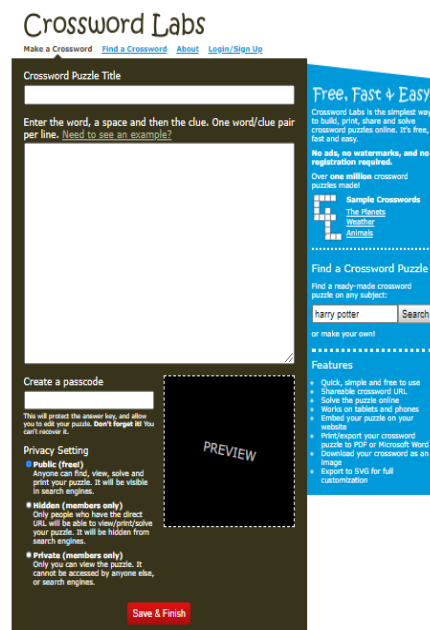 Crossword Labs
Make a Crossword Find a Crossword About Login/Sign Up
Crossword Puzzle Title
Enter the word, a space and then the clue. One word/clue pair
per line. Need to see an example?
Create a passcode
This will protect the answer key, and allow
you to edit your puzzle. Don't forget it! You
can't recover it.
Privacy Setting
Public (free!)
Anyone can find, view, solve and
print your puzzle. It will be visible
in search engines.
Hidden (members only)
Only people who have the direct
URL will be able to view/print/solve
your puzzle. It will be hidden from
search engines.
Private (members only)
Only you can view the puzzle. It
cannot be accessed by anyone else,
or search engines.
PREVIEW
Save & Finish
Free, Fast & Easy
Crossword Labs is the simplest way
to build, print, share and solve
crossword puzzles online. It's free,
fast and easy.
No ads, no watermarks, and no
registration required.
Over one million crossword
puzzles made!
Sample Crosswords
The Planets
Weather
Animals
Find a Crossword Puzzle
Find a ready-made crossword
puzzle on any subject:
harry potter Search
or make your own!
Features
Quick, simple and free to use
Shareable crossword URL
Solve the puzzle online
Works on tablets and phones
Embed your puzzle on your
website
Print/export your crossword
puzzle to PDF or Microsoft Word
Download your crossword as an
image
Export to SVG for full
customization